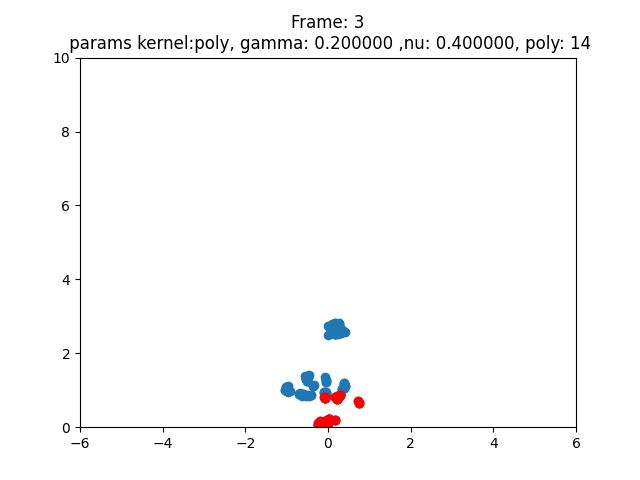 Frame: 3
params kernel:poly, gamma: 0.200000 ,nu: 0.400000, poly: 14
10
8
6
4
2
0
−6 −4 −2 0 2 4 6